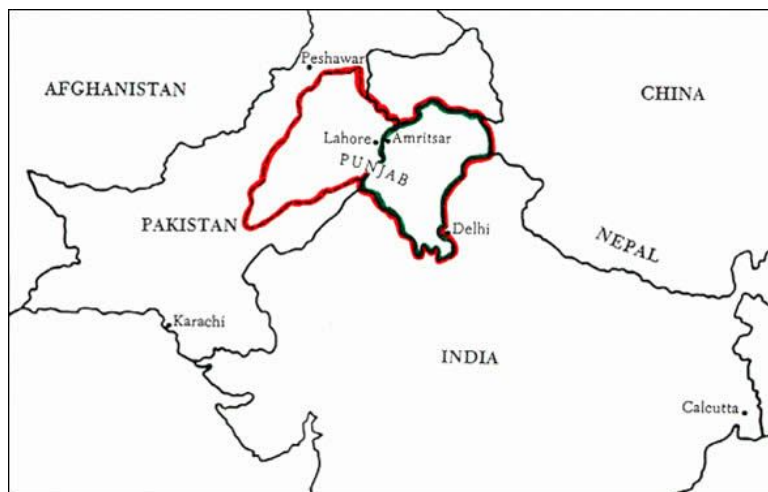 Peshawar
AFGHANISTAN
CHINA
Lahore
Amritsar
PUNJAB
PAKISTAN
Delhi
NEPAL
Karachi
INDIA
Calcutta